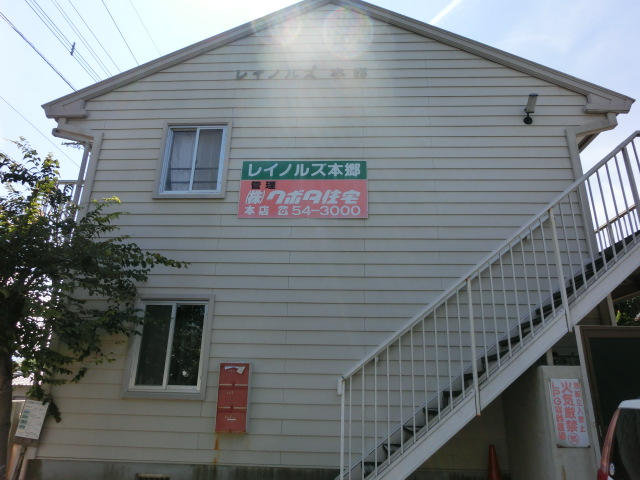 レイノルズ 本郷
レイノルズ本郷
管理
㈱クボタ住宅
本店 ☎54-3000
火気厳禁